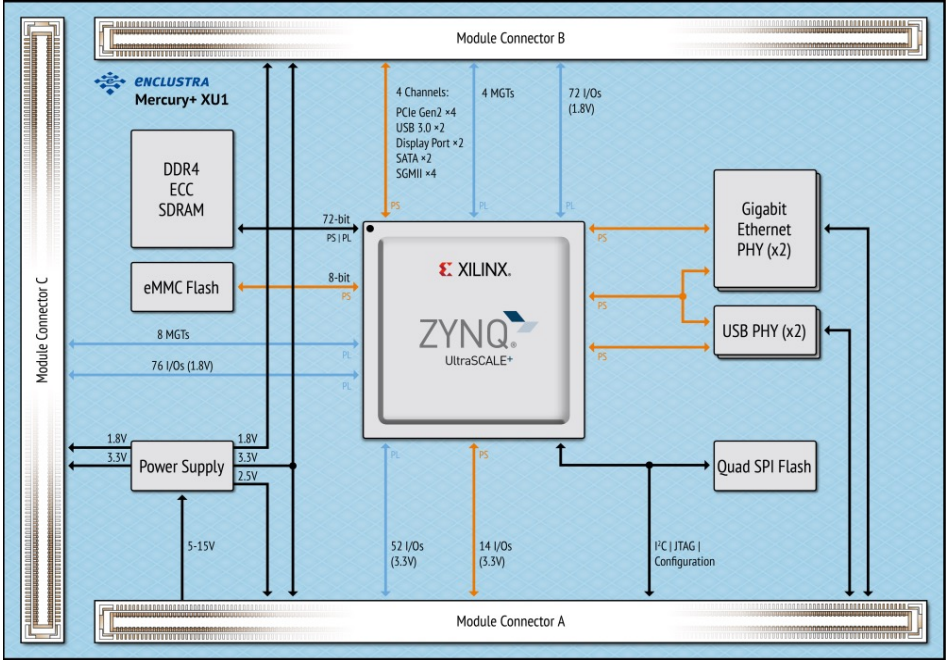 Module Connector B
Module Connector C
ENCLUSTRA
Mercury+ XU1
4 Channels:
PCIe Gen2 ×4
USB 3.0 ×2
Display Port ×2
SATA ×2
SGMII ×4
PS
4 MGTs
PL
72 I/Os
(1.8V)
PL
DDR4
ECC
SDRAM
72-bit
PS | PL
eMMC Flash
8-bit
PS
8 MGTs
PL
76 I/Os (1.8V)
PL
XILINX.
ZYNQ.
UltraSCALE+
PS
Gigabit
Ethernet
PHY (x2)
PS
USB PHY (x2)
PS
1.8V
3.3V
Power Supply
1.8V
3.3V
2.5V
5-15V
PL
52 I/Os
(3.3V)
PS
14 I/Os
(3.3V)
Quad SPI Flash
I²C | JTAG |
Configuration
Module Connector A